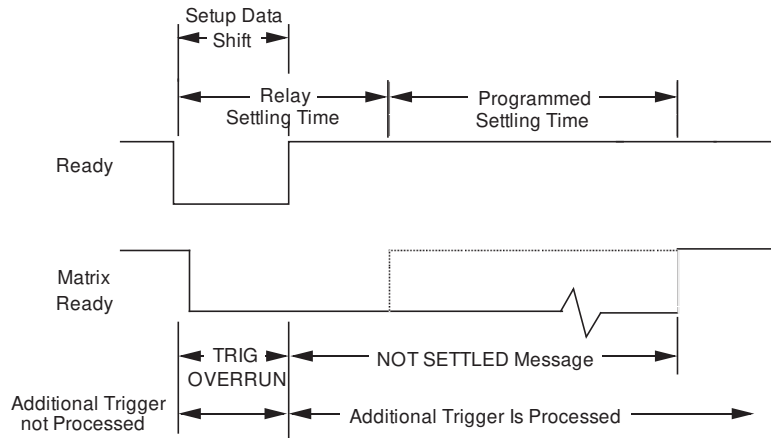 Setup Data
Shift
Relay
Settling Time
Programmed
Settling Time
Ready
Matrix
Ready
TRIG
OVERRUN
NOT SETTLED Message
Additional Trigger
not Processed
Additional Trigger Is Processed